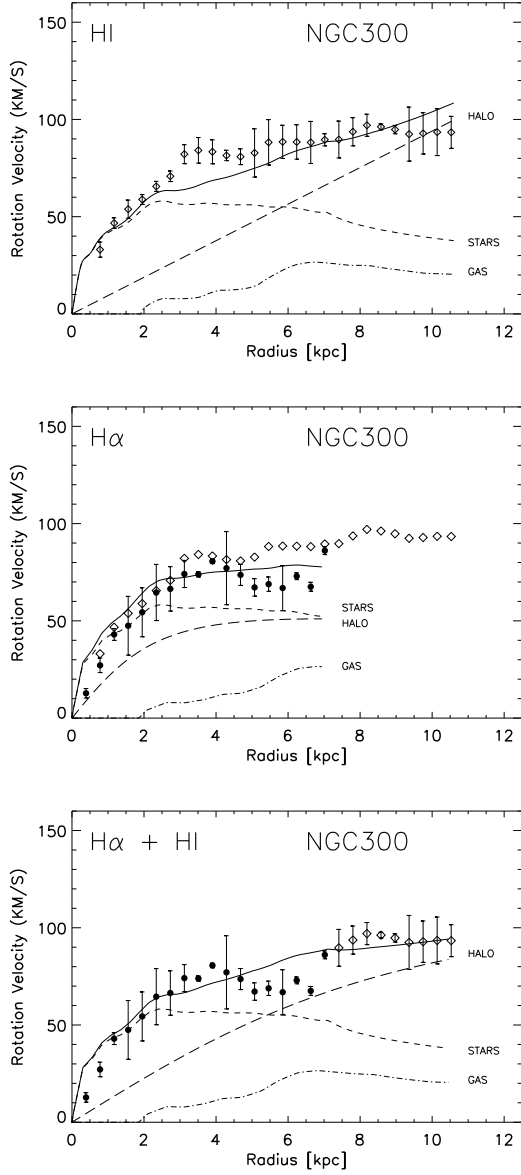 HI NGC300
150
100
50
0
Rotation Velocity (KM/S)
HALO
STARS
GAS
0 2 4 6 8 10 12
Radius [kpc]
Hα NGC300
150
100
50
0
Rotation Velocity (KM/S)
STARS
HALO
GAS
0 2 4 6 8 10 12
Radius [kpc]
Hα + HI NGC300
150
100
50
0
Rotation Velocity (KM/S)
HALO
STARS
GAS
0 2 4 6 8 10 12
Radius [kpc]